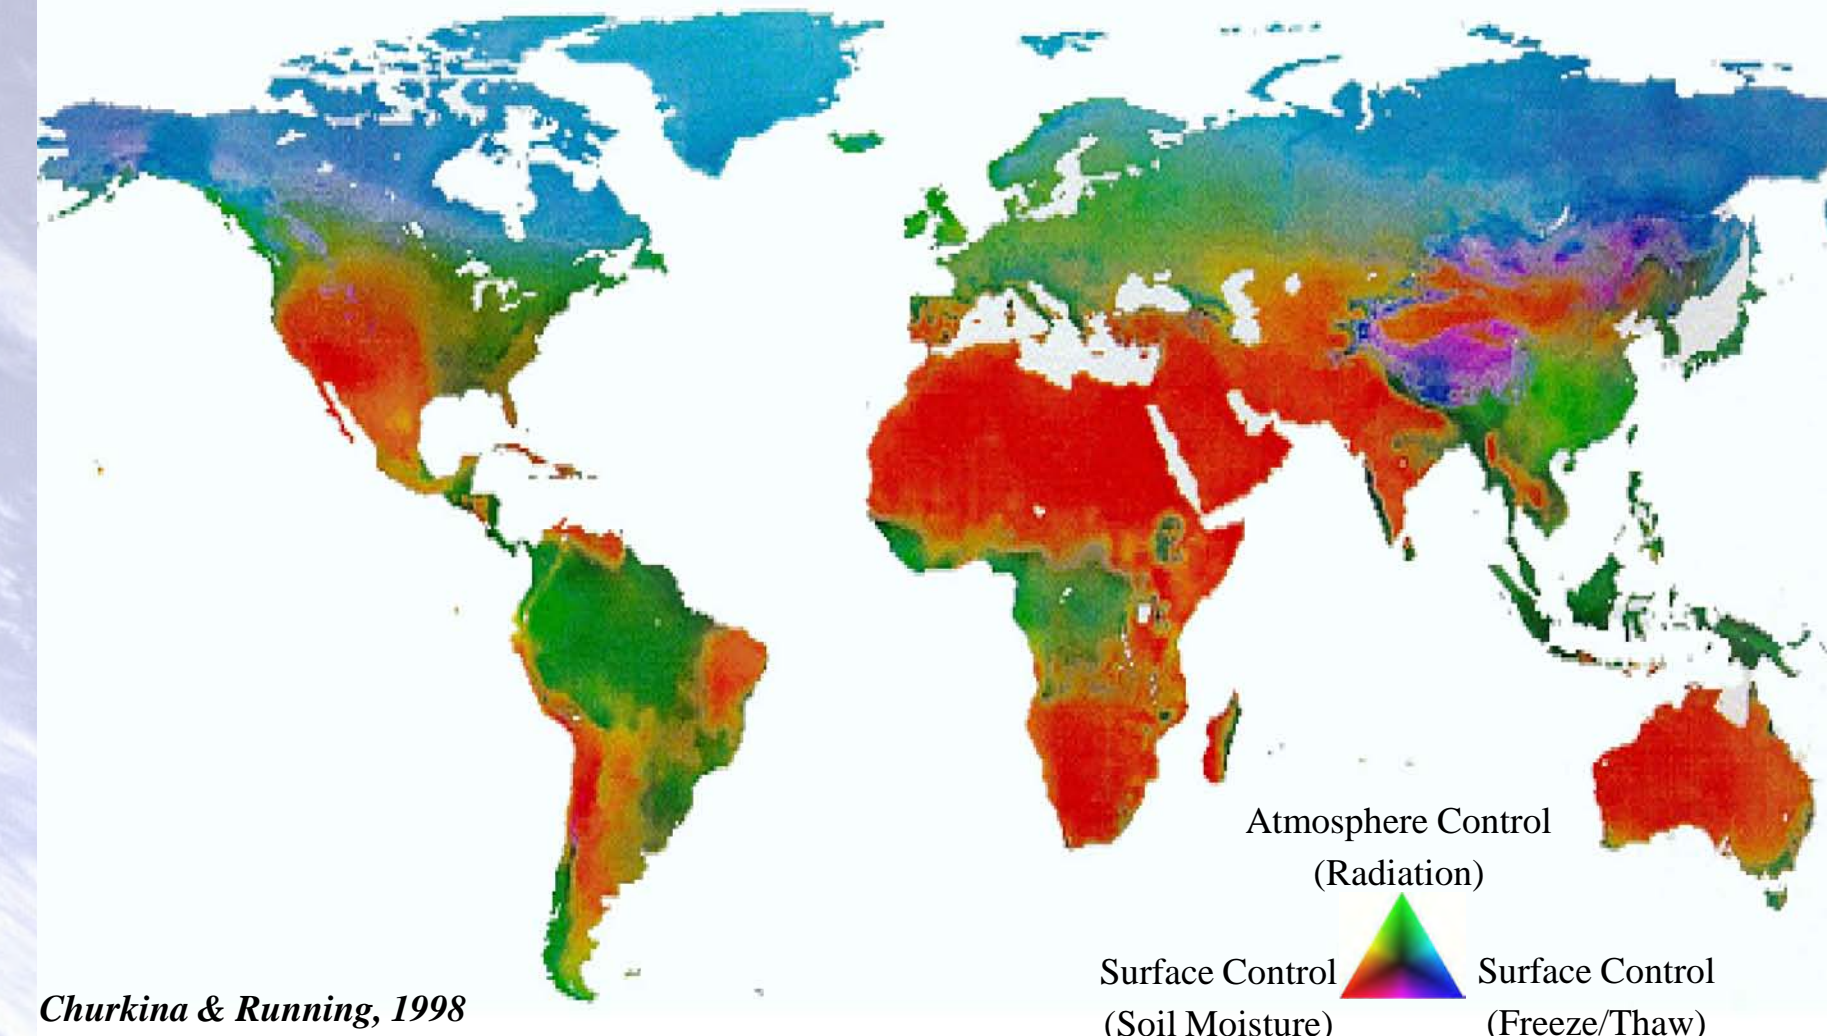 Atmosphere Control
(Radiation)
Surface Control
(Soil Moisture)
Surface Control
(Freeze/Thaw)
Churkina & Running, 1998